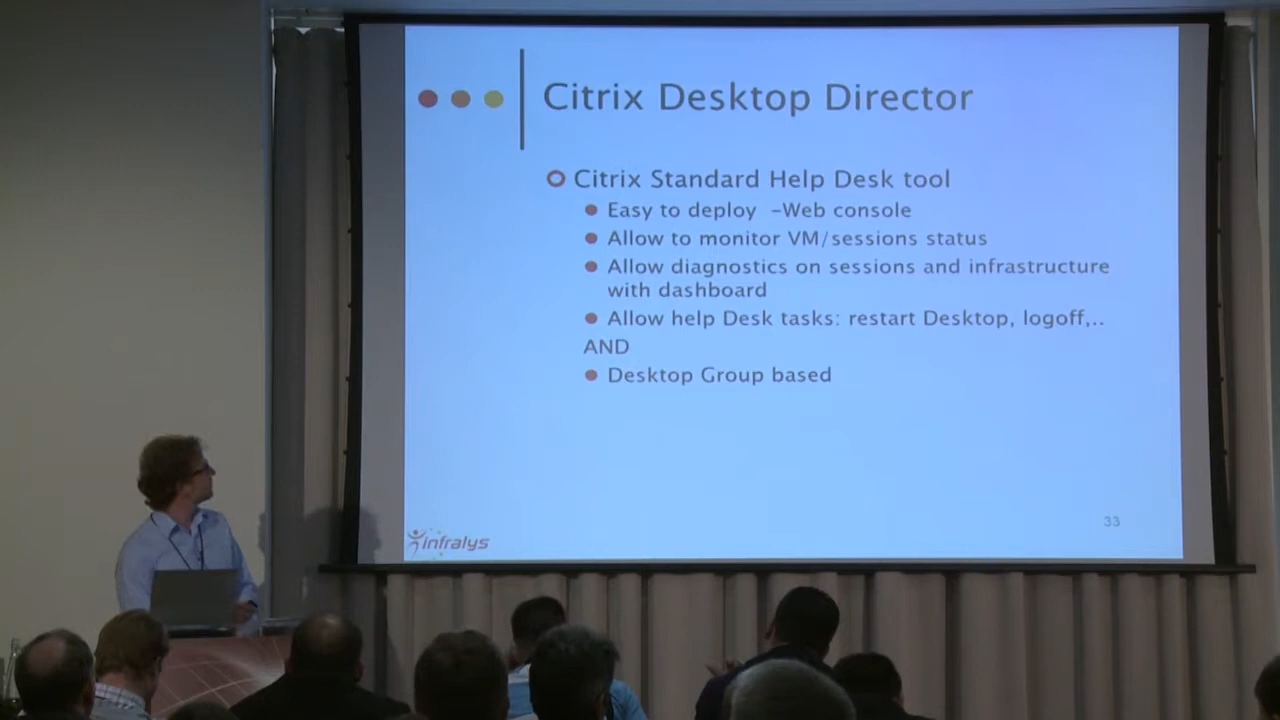 Citrix Desktop Director
Citrix Standard Help Desk tool
Easy to deploy –Web console
Allow to monitor VM/sessions status
Allow diagnostics on sessions and infrastructure
with dashboard
Allow help Desk tasks: restart Desktop, logoff,..
AND
Desktop Group based
33
infralys